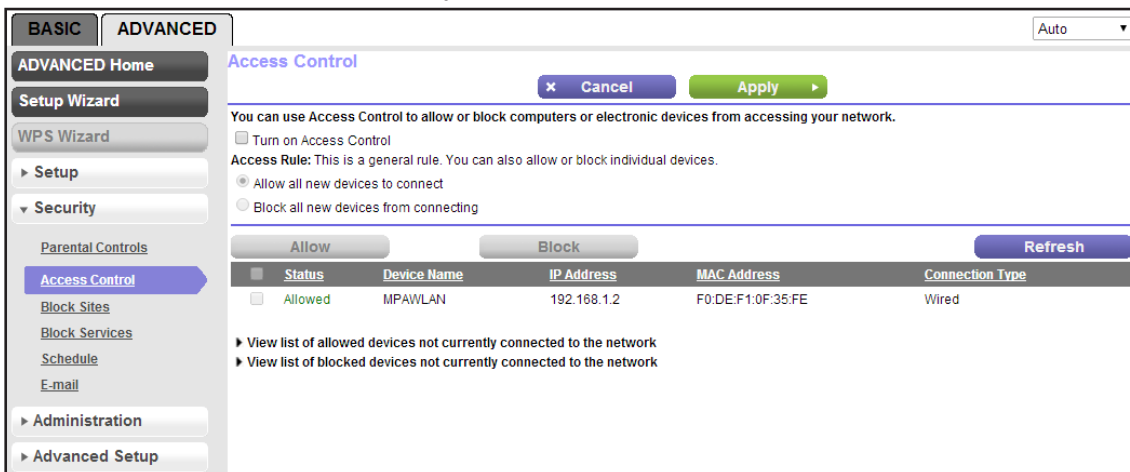 BASIC
ADVANCED
Auto
ADVANCED Home
Setup Wizard
WPS Wizard
Setup
Security
Parental Controls
Access Control
Block Sites
Block Services
Schedule
E-mail
Administration
Advanced Setup
Access Control
× Cancel
Apply
You can use Access Control to allow or block computers or electronic devices from accessing your network.
Turn on Access Control
Access Rule: This is a general rule. You can also allow or block individual devices.
Allow all new devices to connect
Block all new devices from connecting
Allow Block Refresh
Status Device Name IP Address MAC Address Connection Type
Allowed MPAWLAN 192.168.1.2 F0:DE:F1:0F:35:FE Wired
View list of allowed devices not currently connected to the network
View list of blocked devices not currently connected to the network